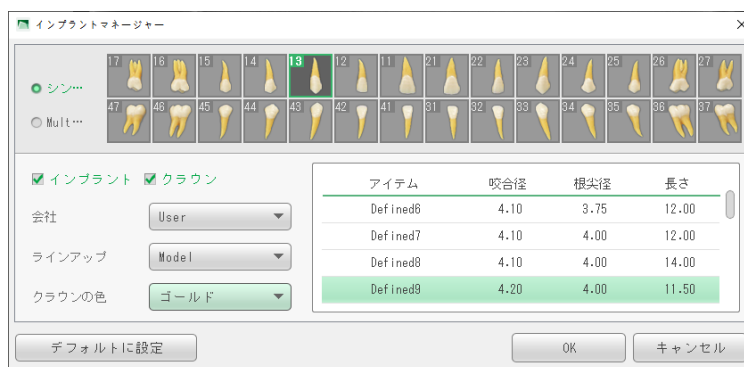 インプラントマネージャー
17 16 15 14 13 12 11 21 22 23 24 25 26 27
シン…
47 46 45 44 43 42 41 31 32 33 34 35 36 37
Mult…
インプラント クラウン
会社 User
ラインアップ Model
クラウンの色 ゴールド
アイテム 咬合径 根尖径 長さ
Defined6 4.10 3.75 12.00
Defined7 4.10 4.00 12.00
Defined8 4.10 4.00 14.00
Defined9 4.20 4.00 11.50
デフォルトに設定 OK キャンセル